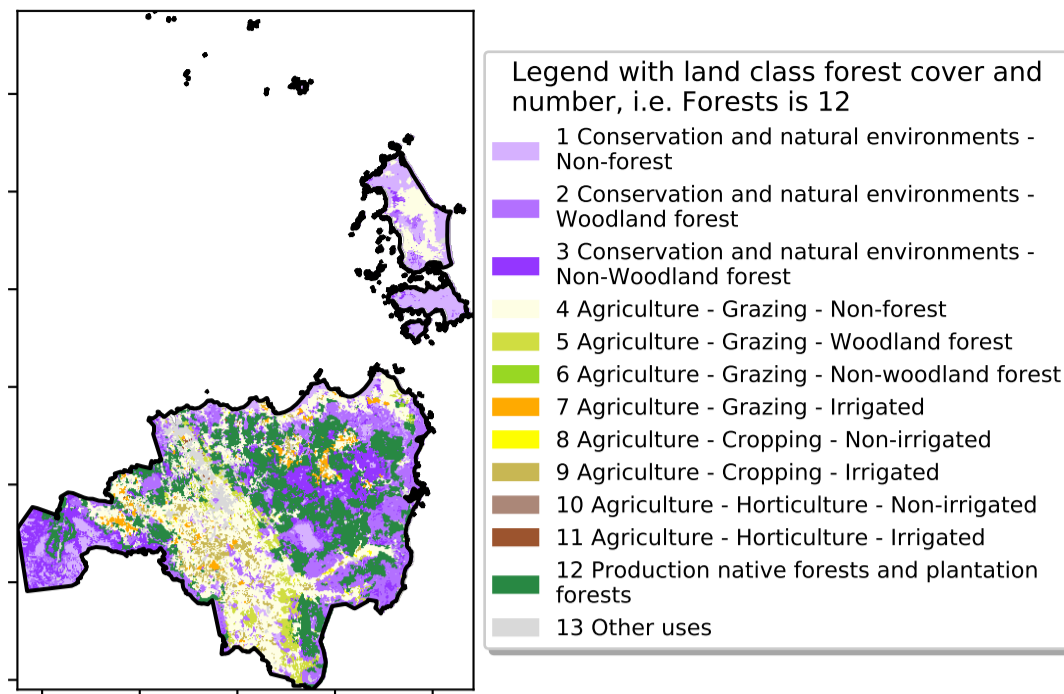 Legend with land class forest cover and
number, i.e. Forests is 12
1 Conservation and natural environments -
Non-forest
2 Conservation and natural environments -
Woodland forest
3 Conservation and natural environments -
Non-Woodland forest
4 Agriculture - Grazing - Non-forest
5 Agriculture - Grazing - Woodland forest
6 Agriculture - Grazing - Non-woodland forest
7 Agriculture - Grazing - Irrigated
8 Agriculture - Cropping - Non-irrigated
9 Agriculture - Cropping - Irrigated
10 Agriculture - Horticulture - Non-irrigated
11 Agriculture - Horticulture - Irrigated
12 Production native forests and plantation
forests
13 Other uses